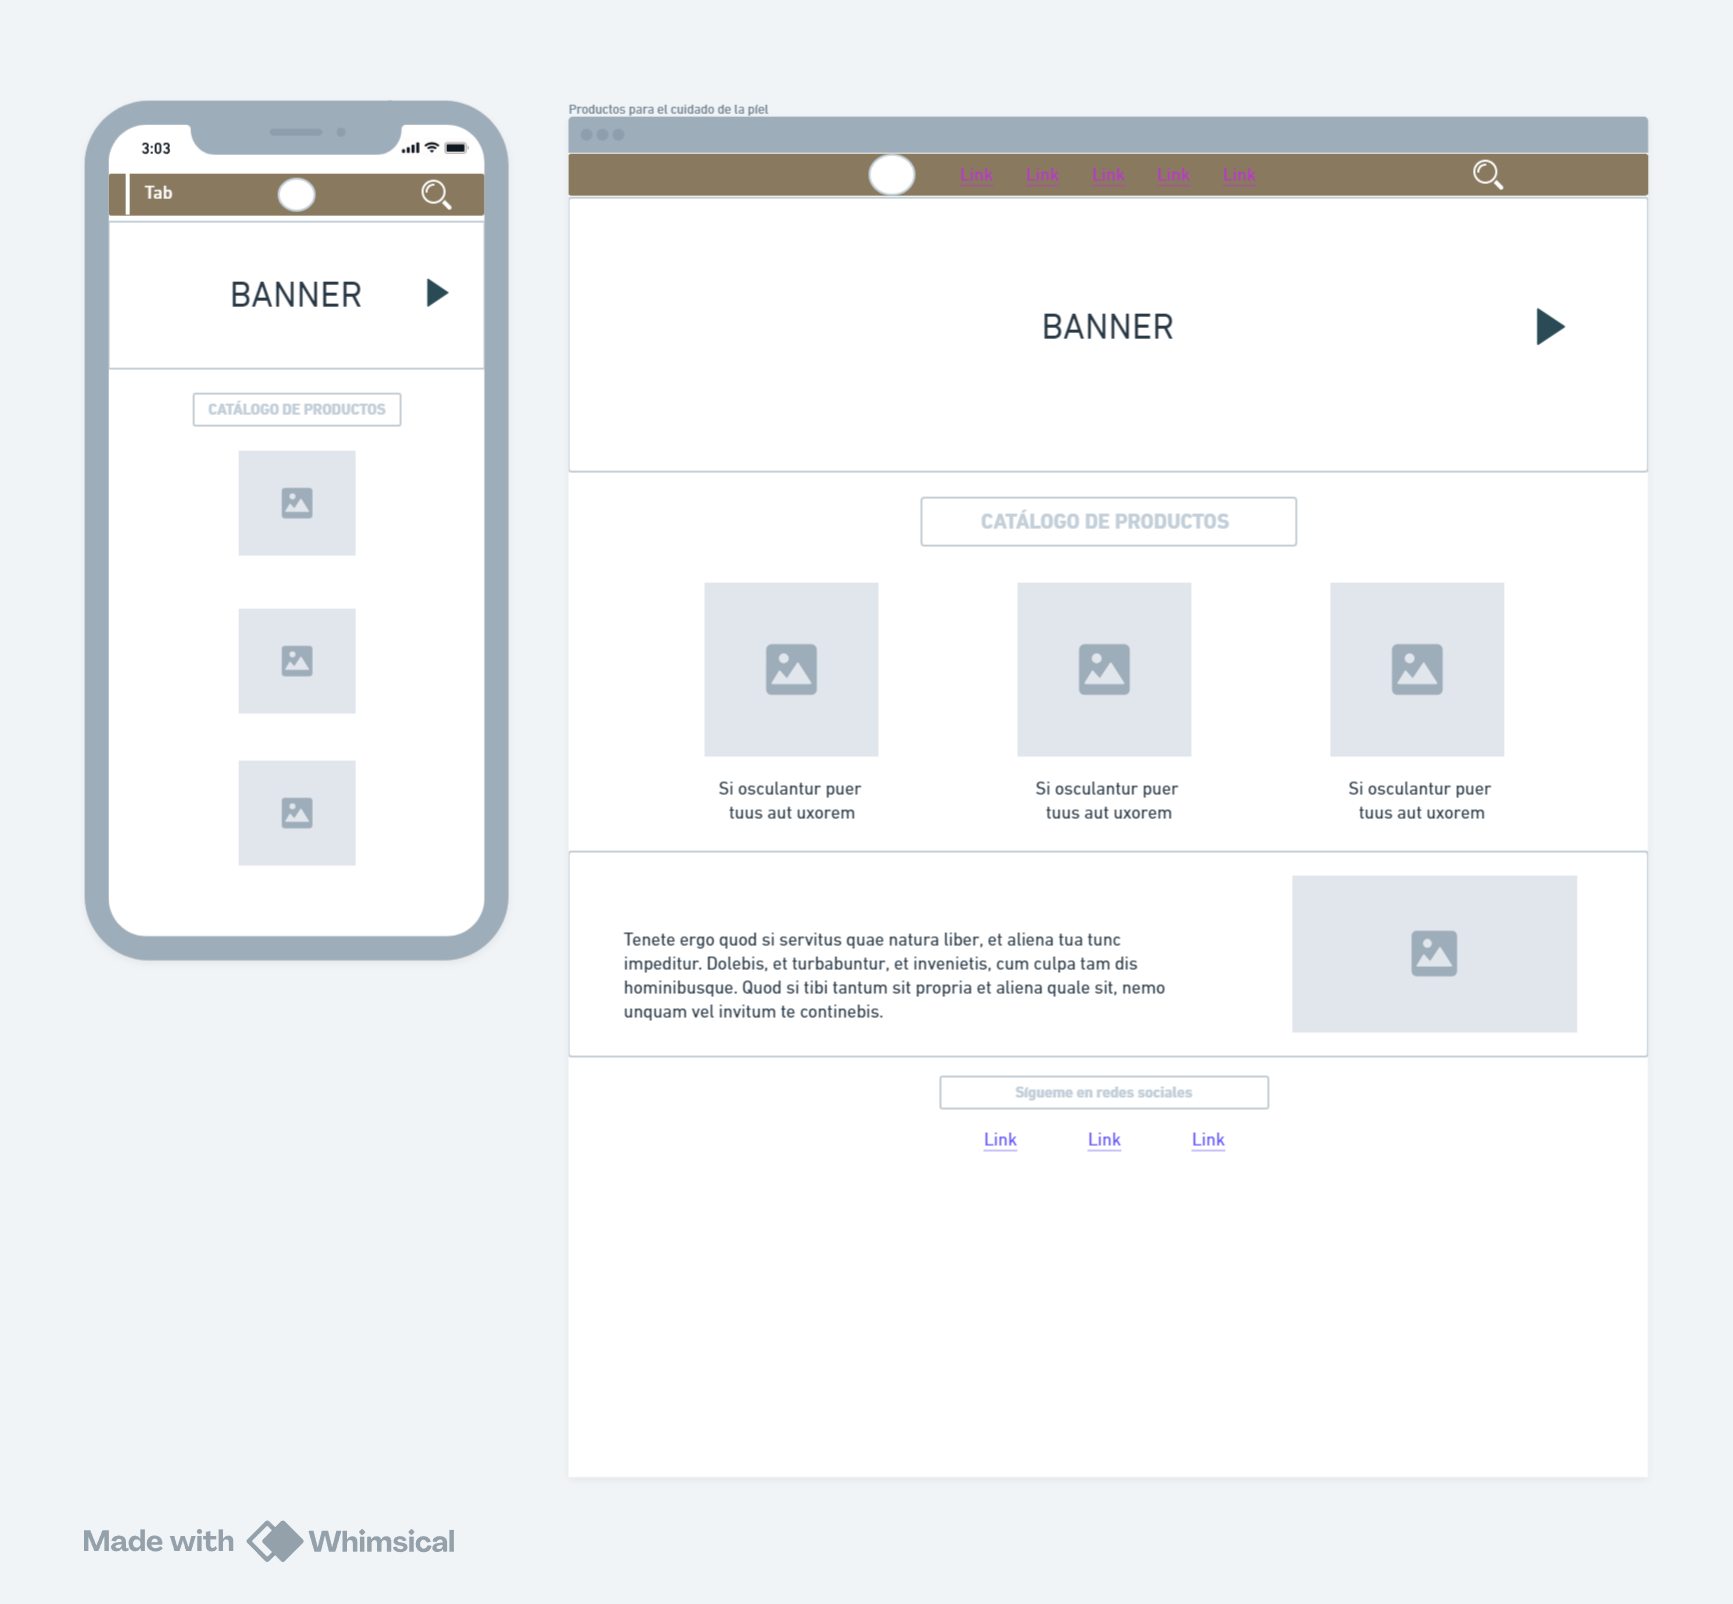 3:03
Tab
BANNER
CATÁLOGO DE PRODUCTOS
Productos para el cuidado de la piel
Link Link Link Link Link
BANNER
CATÁLOGO DE PRODUCTOS
Si osculantur puer
tuus aut uxorem
Si osculantur puer
tuus aut uxorem
Si osculantur puer
tuus aut uxorem
Tenete ergo quod si servitus quae natura liber, et aliena tua tunc
impeditur. Dolebis, et turbabuntur, et invenietis, cum culpa tam dis
hominibusque. Quod si tibi tantum sit propria et aliena quale sit, nemo
unquam vel invitum te continebis.
Sígueme en redes sociales
Link Link Link
Made with Whimsical